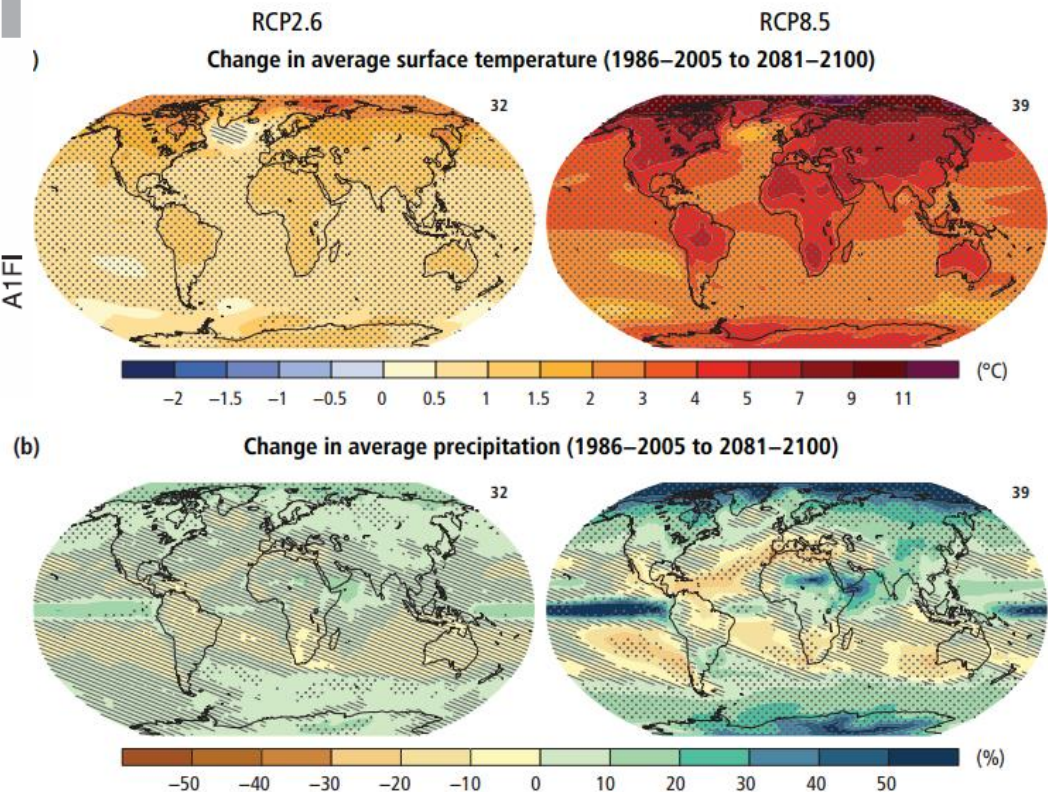 RCP2.6 RCP8.5
) Change in average surface temperature (1986–2005 to 2081–2100)
32 39
A1FI
−2 −1.5 −1 −0.5 0 0.5 1 1.5 2 3 4 5 7 9 11 (°C)
(b) Change in average precipitation (1986–2005 to 2081–2100)
32 39
−50 −40 −30 −20 −10 0 10 20 30 40 50 (%)